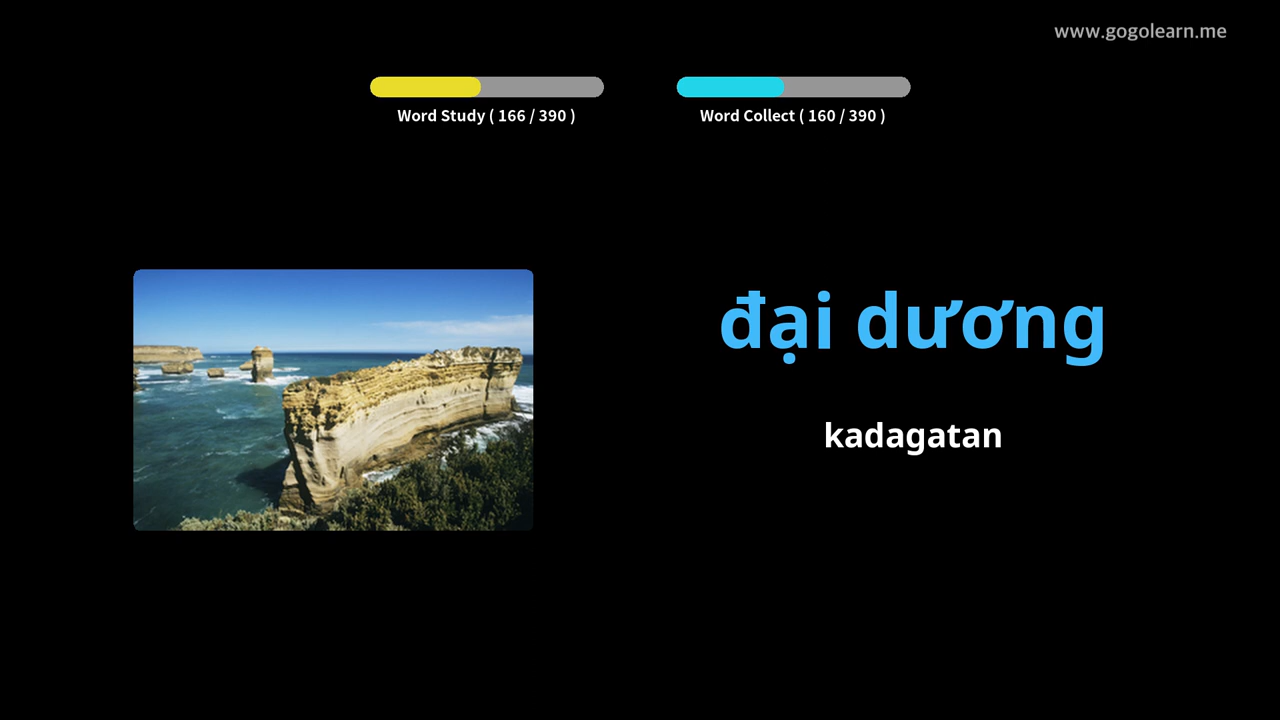 www.gogolearn.me
Word Study ( 166 / 390 )
Word Collect ( 160 / 390 )
đại dương
kadagatan